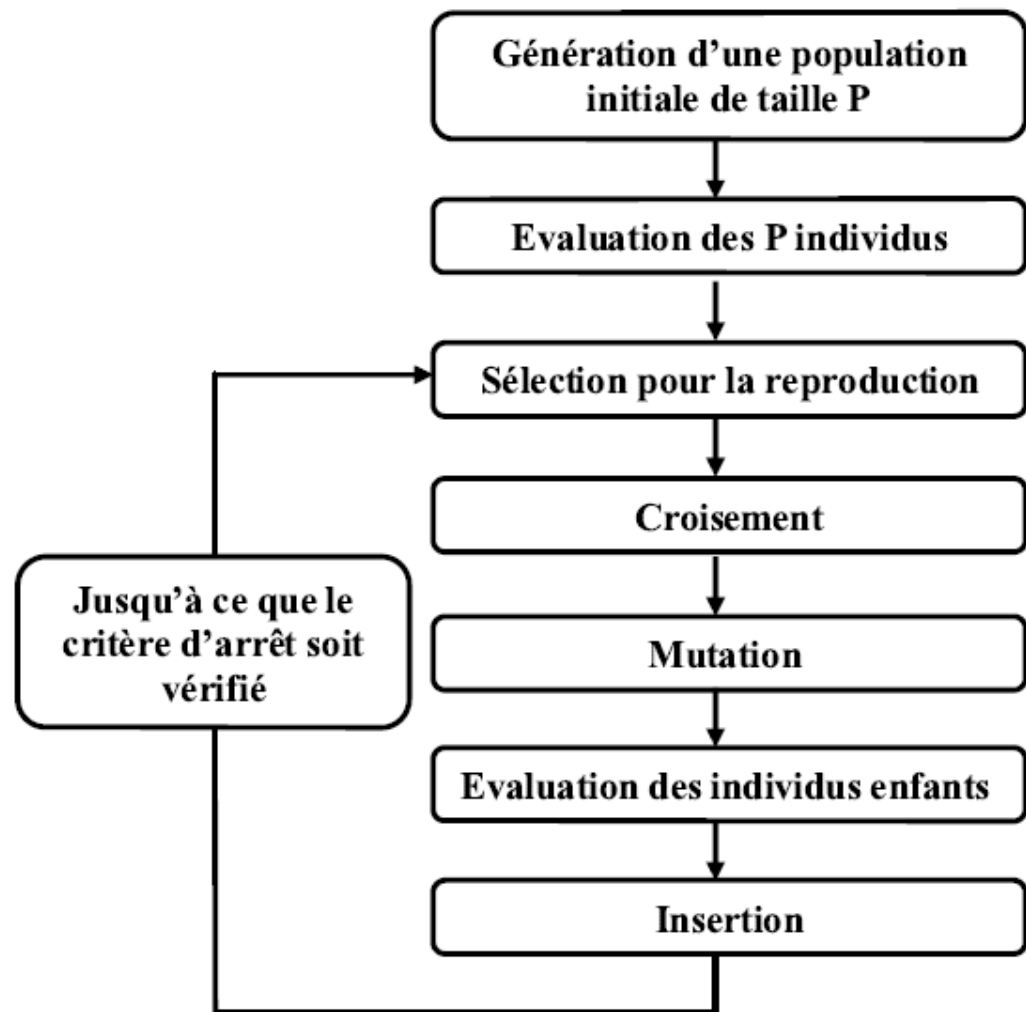 Génération d’une population
initiale de taille P
Evaluation des P individus
Sélection pour la reproduction
Croisement
Jusqu’à ce que le
critère d’arrêt soit
vérifié
Mutation
Evaluation des individus enfants
Insertion